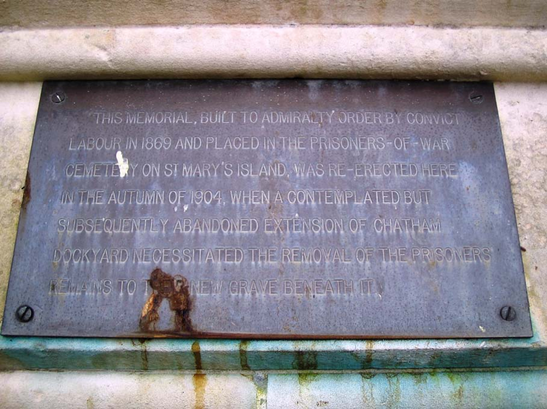 THIS MEMORIAL, BUILT TO ADMIRALTY ORDER BY CONVICT
LABOUR IN 1869 AND PLACED IN THE PRISONERS-OF-WAR
CEMETERY ON ST MARY'S ISLAND, WAS RE-ERECTED HERE
IN THE AUTUMN OF 1904, WHEN A CONTEMPLATED BUT
SUBSEQUENTLY ABANDONED EXTENSION OF CHATHAM
DOCKYARD NECESSITATED THE REMOVAL OF THE PRISONERS'
REMAINS TO NEW GRAVE BENEATH IT.